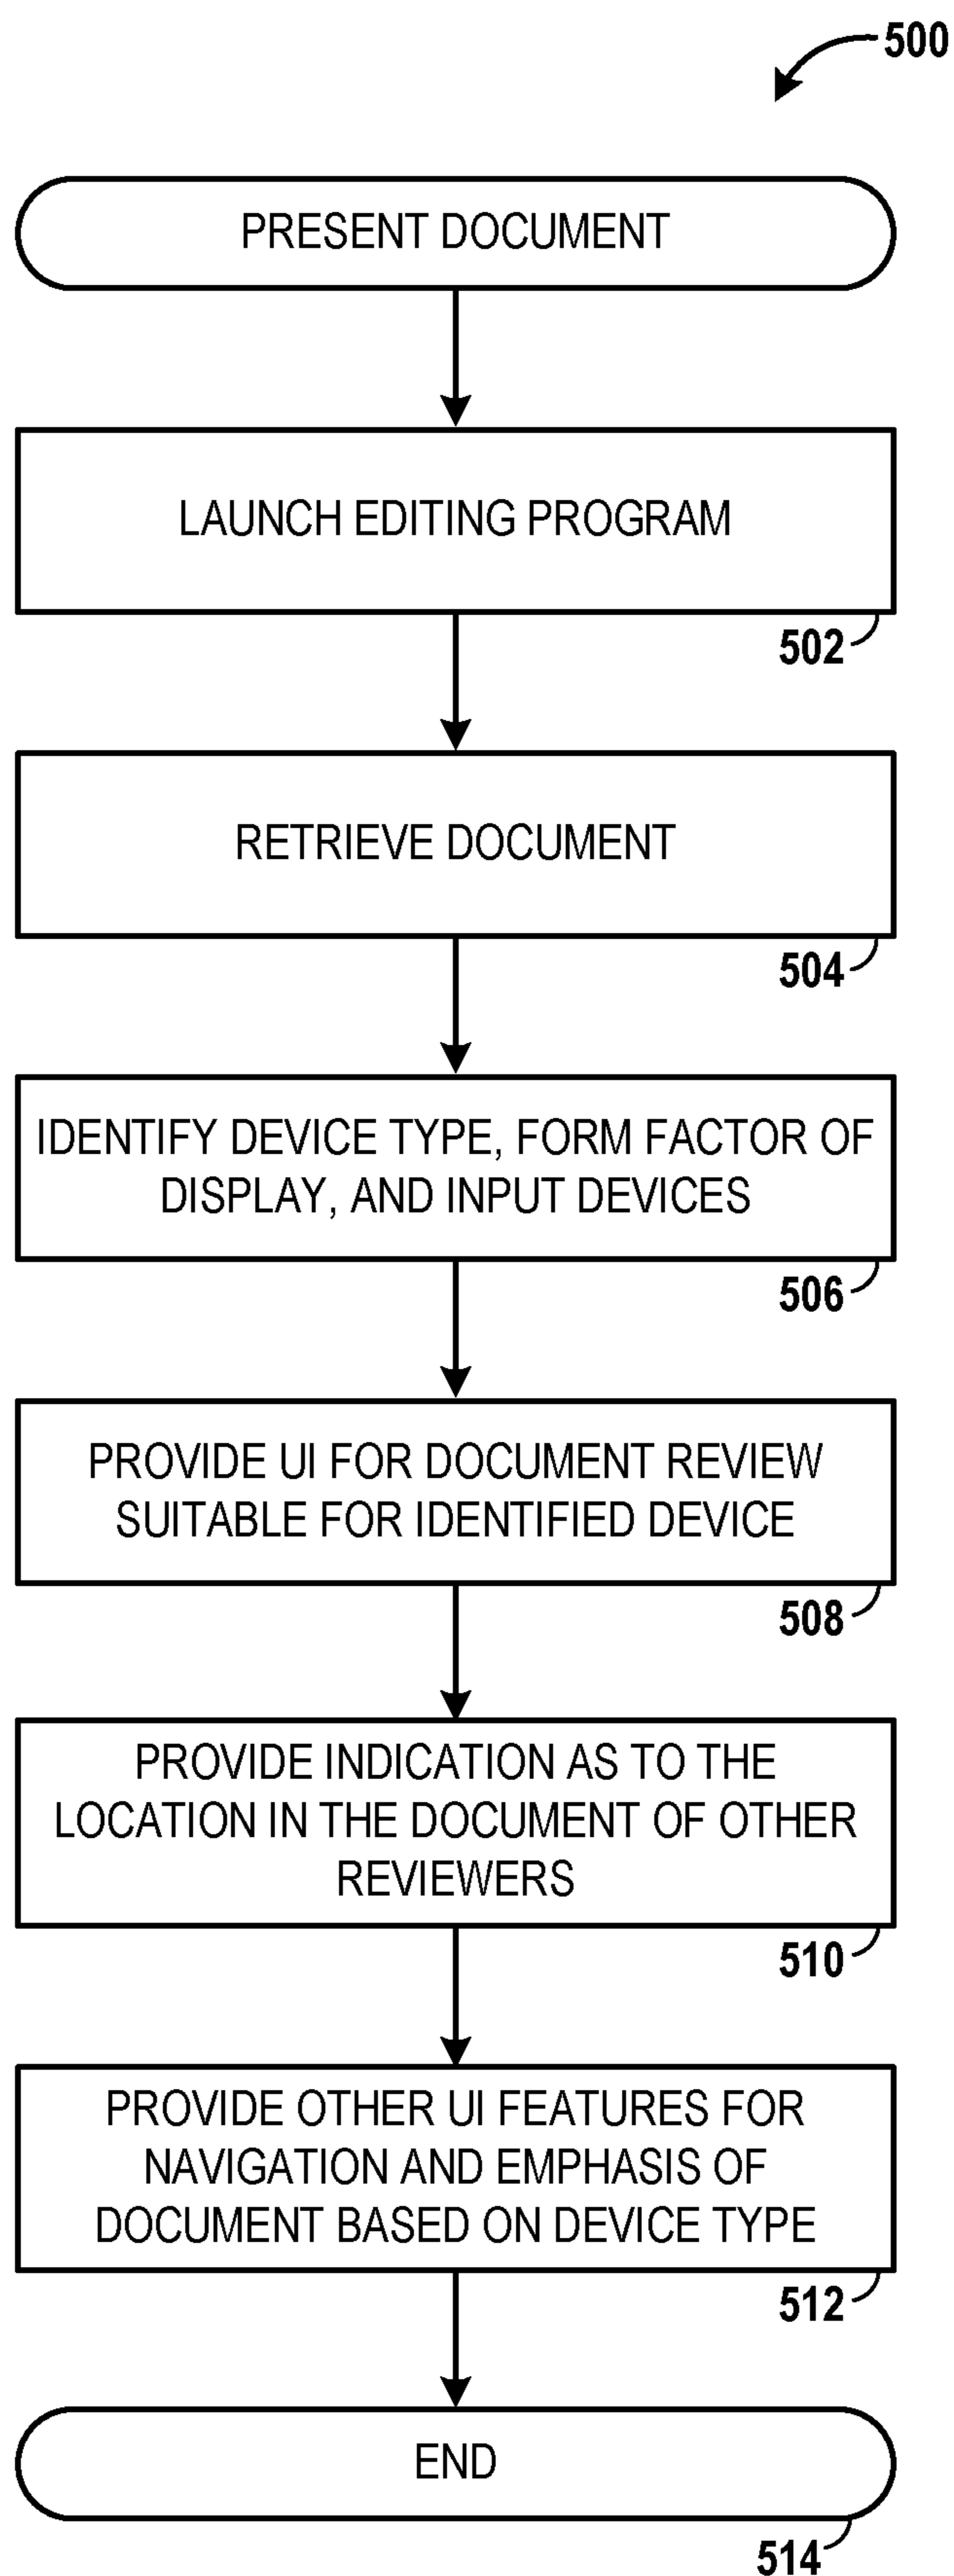 500
PRESENT DOCUMENT
LAUNCH EDITING PROGRAM
502
RETRIEVE DOCUMENT
504
IDENTIFY DEVICE TYPE, FORM FACTOR OF
DISPLAY, AND INPUT DEVICES
506
PROVIDE UI FOR DOCUMENT REVIEW
SUITABLE FOR IDENTIFIED DEVICE
508
PROVIDE INDICATION AS TO THE
LOCATION IN THE DOCUMENT OF OTHER
REVIEWERS
510
PROVIDE OTHER UI FEATURES FOR
NAVIGATION AND EMPHASIS OF
DOCUMENT BASED ON DEVICE TYPE
512
END
514